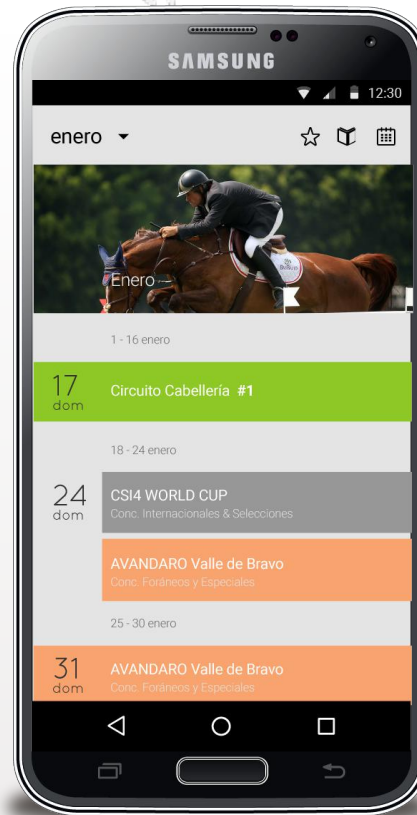 SAMSUNG
12:30
enero
Enero
1 - 16 enero
17
dom
Circuito Cabellería #1
18 - 24 enero
24
dom
CSI4 WORLD CUP
Conc. Internacionales & Selecciones
AVANDARO Valle de Bravo
Conc. Foráneos y Especiales
25 - 30 enero
31
dom
AVANDARO Valle de Bravo
Conc. Foráneos y Especiales